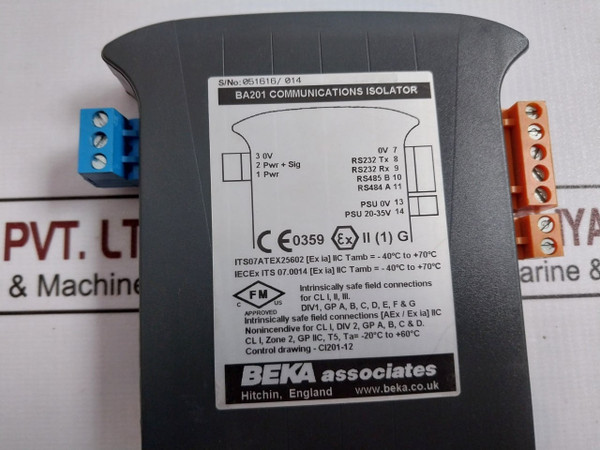 S/No: 051616/ 014
BA201 COMMUNICATIONS ISOLATOR
3 0V
2 Pwr + Sig
1 Pwr
0V 7
RS232 Tx 8
RS232 Rx 9
RS485 B 10
RS484 A 11
PSU 0V 13
PSU 20-35V 14
CE 0359 Ex II (1) G
ITS07ATEX25602 [Ex ia] IIC Tamb = - 40°C to +70°C
IECEx ITS 07.0014 [Ex ia] IIC Tamb = - 40°C to +70°C
FM
C US
APPROVED
Intrinsically safe field connections
for CL I, II, III.
DIV1, GP A, B, C, D, E, F & G
Intrinsically safe field connections [AEx / Ex ia] IIC
Nonincendive for CL I, DIV 2, GP A, B, C & D.
CL I, Zone 2, GP IIC, T5, Ta= -20°C to +60°C
Control drawing - CI201-12
BEKA associates
Hitchin, England www.beka.co.uk
PVT. LT
& Machine
YA
arine &